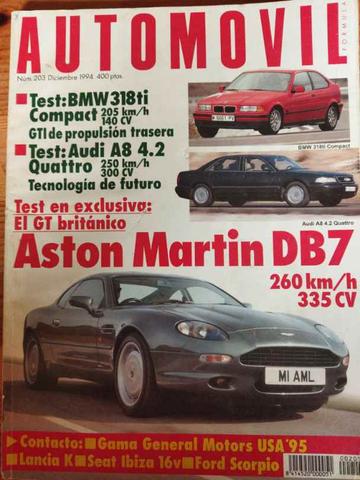 AUTOMOVIL
FORMULA
Núm. 203 Diciembre 1994. 400 ptas.
■Test:BMW318ti
Compact 205 km/h
140 CV
GTI de propulsión trasera
■Test:Audi A8 4.2
Quattro 250 km/h
300 CV
Tecnología de futuro
BMW 318ti Compact
Audi A8 4.2 Quattro
Test en exclusiva:
El GT británico
Aston Martin DB7
260 km/h
335 CV
M1 AML
Contacto:■Gama General Motors USA'95
■Lancia K■Seat Ibiza 16v■Ford Scorpio